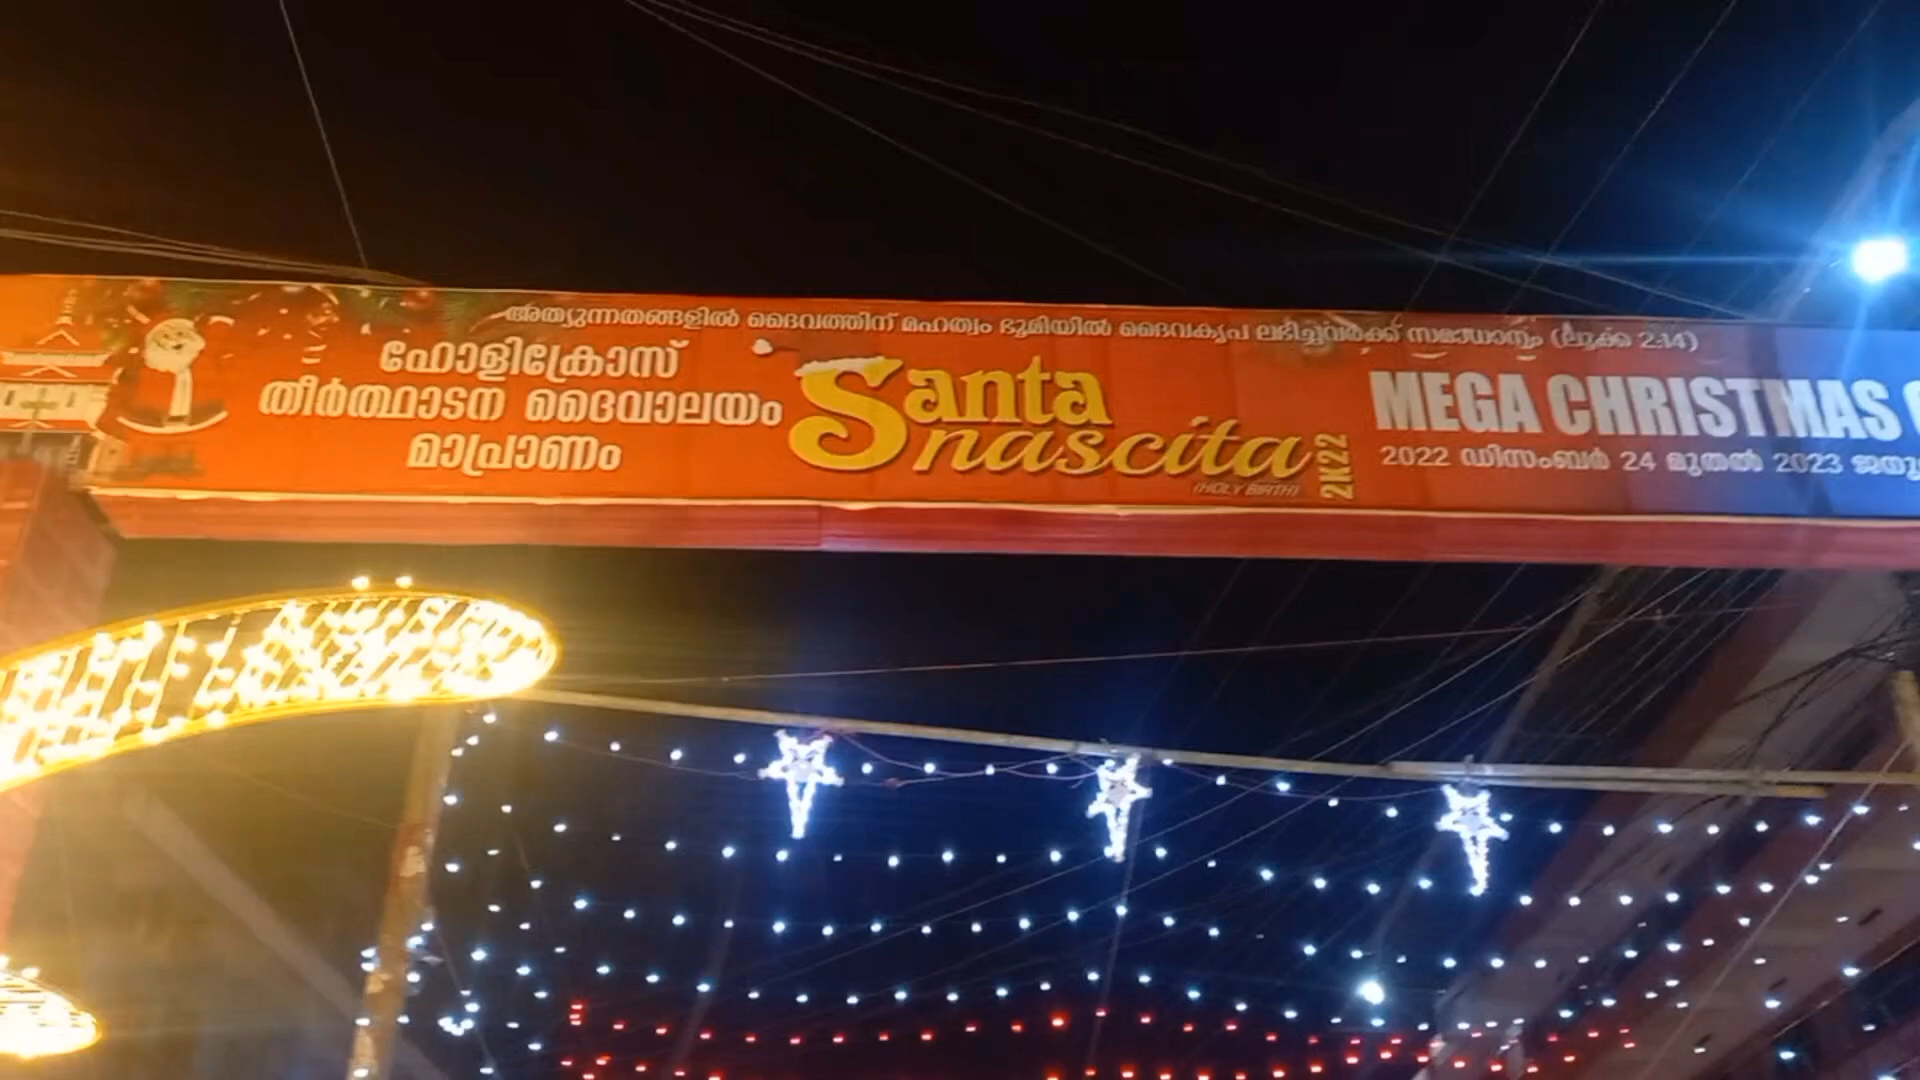 അത്യുന്നതങ്ങളിൽ ദൈവത്തിന് മഹത്വം ഭൂമിയിൽ ദൈവകൃപ ലഭിച്ചവർക്ക് സമാധാനം (ലൂക്ക 2:14)
ഹോളിക്രോസ്
തീർത്ഥാടന ദൈവാലയം
മാപ്രാണം
Santa
nascita
(HOLY BIRTH)
2K22
MEGA CHRISTMAS
2022 ഡിസംബർ 24 മുതൽ 2023